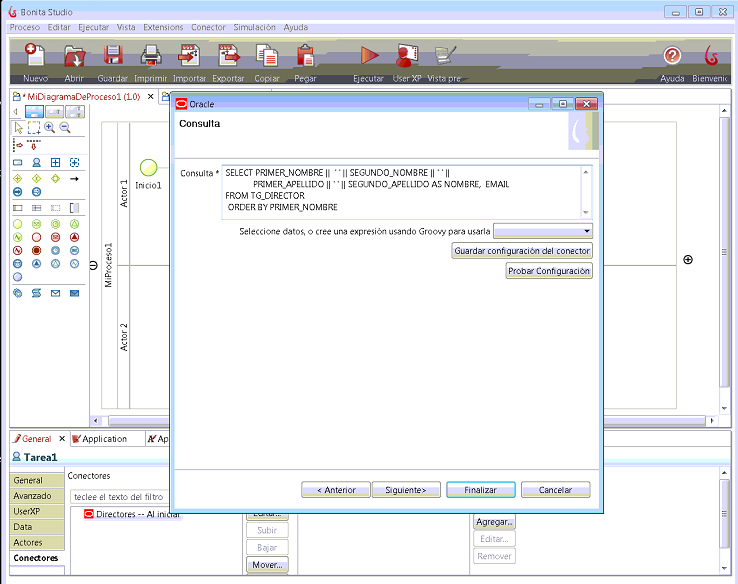 Bonita Studio
Proceso Editar Ejecutar Vista Extensions Conector Simulación Ayuda
Nuevo Abrir Guardar Imprimir Importar Exportar Copiar Pegar Ejecutar User XP Vista pre Ayuda Bienveni
*MiDiagramaDeProceso1 (1.0)
Oracle
Consulta
Consulta *
SELECT PRIMER_NOMBRE || ' ' || SEGUNDO_NOMBRE || ' ' ||
PRIMER_APELLIDO || ' ' || SEGUNDO_APELLIDO AS NOMBRE, EMAIL
FROM TG_DIRECTOR
ORDER BY PRIMER_NOMBRE
Seleccione datos, o cree una expresión usando Groovy para usarla
Guardar configuración del conector
Probar Configuración
Actor 1
Inicio1
MiProceso1
Actor 2
< Anterior Siguiente> Finalizar Cancelar
General Application Ap
Tarea1
General
Avanzado
UserXP
Data
Actores
Conectores
Conectores
teclee el texto del filtro
Directores -- Al iniciar
Editar...
Subir
Bajar
Mover...
Agregar...
Editar...
Remover